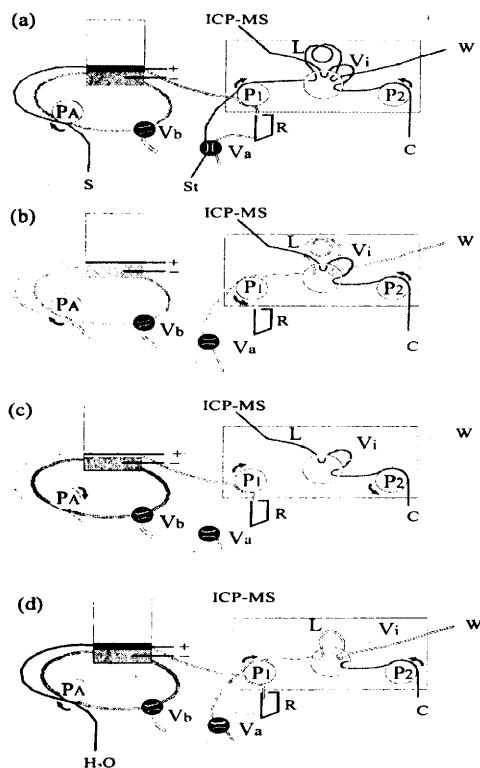 (a)
ICP-MS
L
Vi
W
+
−
PA
Vb
P1
P2
R
Va
S
St
C
(b)
ICP-MS
L
Vi
W
+
−
PA
Vb
P1
P2
R
Va
C
(c)
ICP-MS
L
Vi
W
+
−
PA
Vb
P1
P2
R
Va
C
(d)
ICP-MS
L
Vi
W
+
−
PA
Vb
P1
P2
R
Va
C
H2O